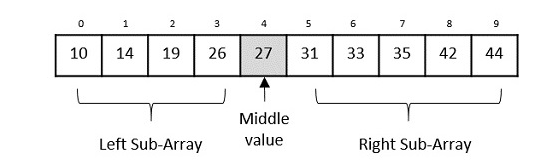 0 1 2 3 4 5 6 7 8 9
10 14 19 26 27 31 33 35 42 44
Left Sub-Array
Middle
value
Right Sub-Array